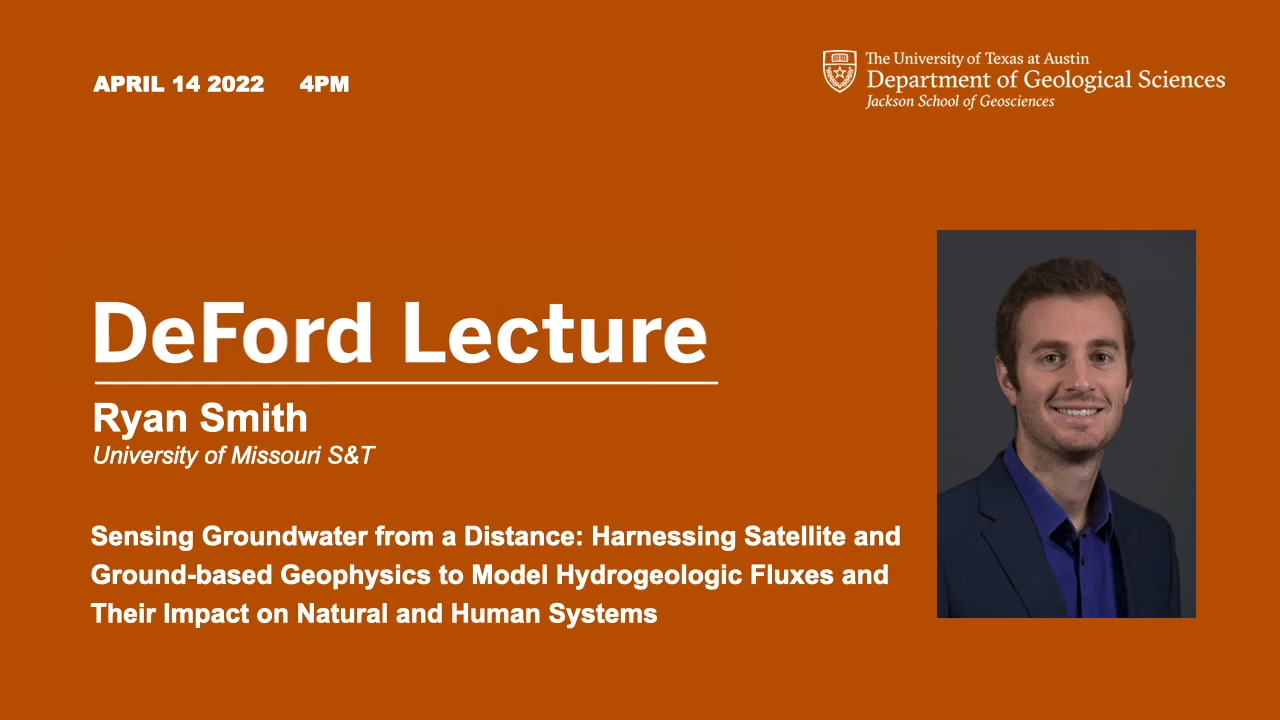 APRIL 14 2022 4PM
The University of Texas at Austin
Department of Geological Sciences
Jackson School of Geosciences
DeFord Lecture
Ryan Smith
University of Missouri S&T
Sensing Groundwater from a Distance: Harnessing Satellite and
Ground-based Geophysics to Model Hydrogeologic Fluxes and
Their Impact on Natural and Human Systems